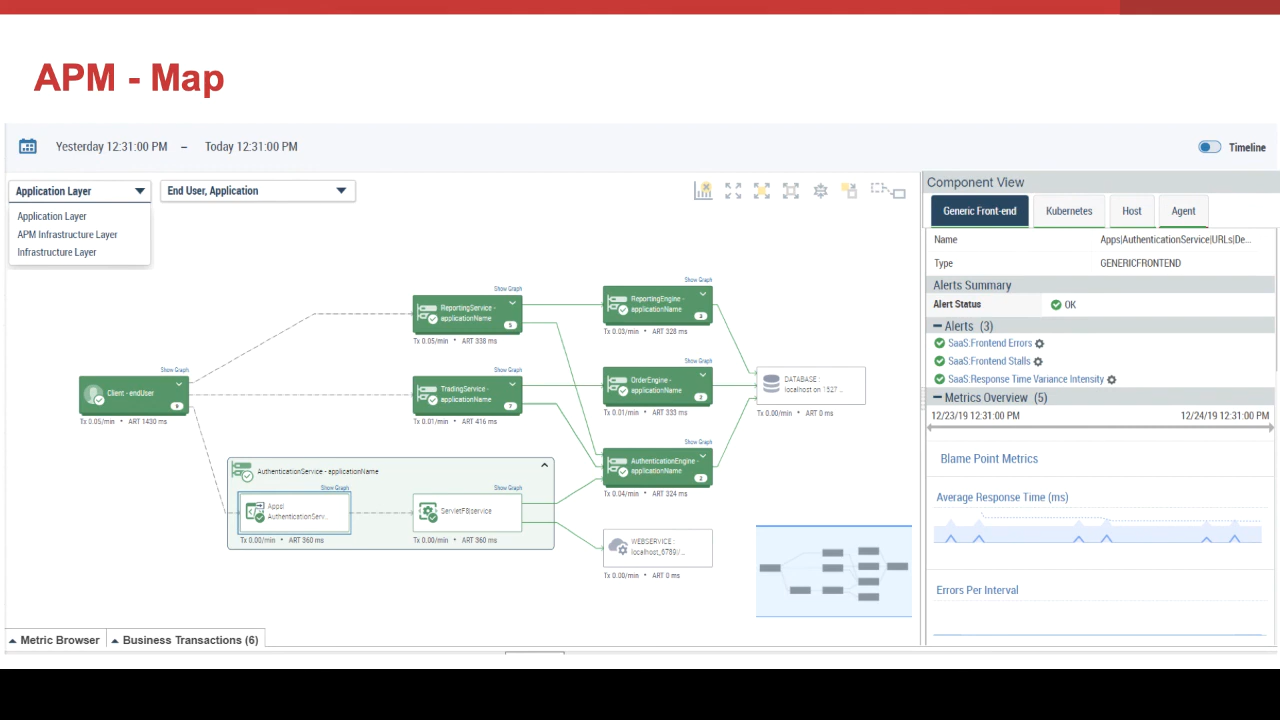 APM - Map
Yesterday 12:31:00 PM – Today 12:31:00 PM
Timeline
Application Layer
End User, Application
Application Layer
APM Infrastructure Layer
Infrastructure Layer
Show Graph
ReportingService -
applicationName
5
Tx 0.05/min • ART 338 ms
Show Graph
ReportingEngine -
applicationName
Tx 0.03/min • ART 328 ms
Show Graph
Client - endUser
9
Tx 0.05/min • ART 1430 ms
Show Graph
TradingService -
applicationName
7
Tx 0.01/min • ART 416 ms
Show Graph
OrderEngine -
applicationName
Tx 0.01/min • ART 333 ms
DATABASE :
localhost on 1527 ...
Tx 0.00/min • ART 0 ms
AuthenticationService - applicationName
Show Graph
Apps|
AuthenticationServ...
Tx 0.00/min • ART 360 ms
Show Graph
ServletFB|service
Tx 0.00/min • ART 360 ms
Show Graph
AuthenticationEngine -
applicationName
Tx 0.04/min • ART 324 ms
WEBSERVICE :
localhost_6789//...
Tx 0.00/min • ART 0 ms
Metric Browser
Business Transactions (6)
Component View
Generic Front-end
Kubernetes
Host
Agent
Name Apps|AuthenticationService|URLs|De...
Type GENERICFRONTEND
Alerts Summary
Alert Status OK
Alerts (3)
SaaS:Frontend Errors
SaaS:Frontend Stalls
SaaS:Response Time Variance Intensity
Metrics Overview (5)
12/23/19 12:31:00 PM 12/24/19 12:31:00 PM
Blame Point Metrics
Average Response Time (ms)
Errors Per Interval